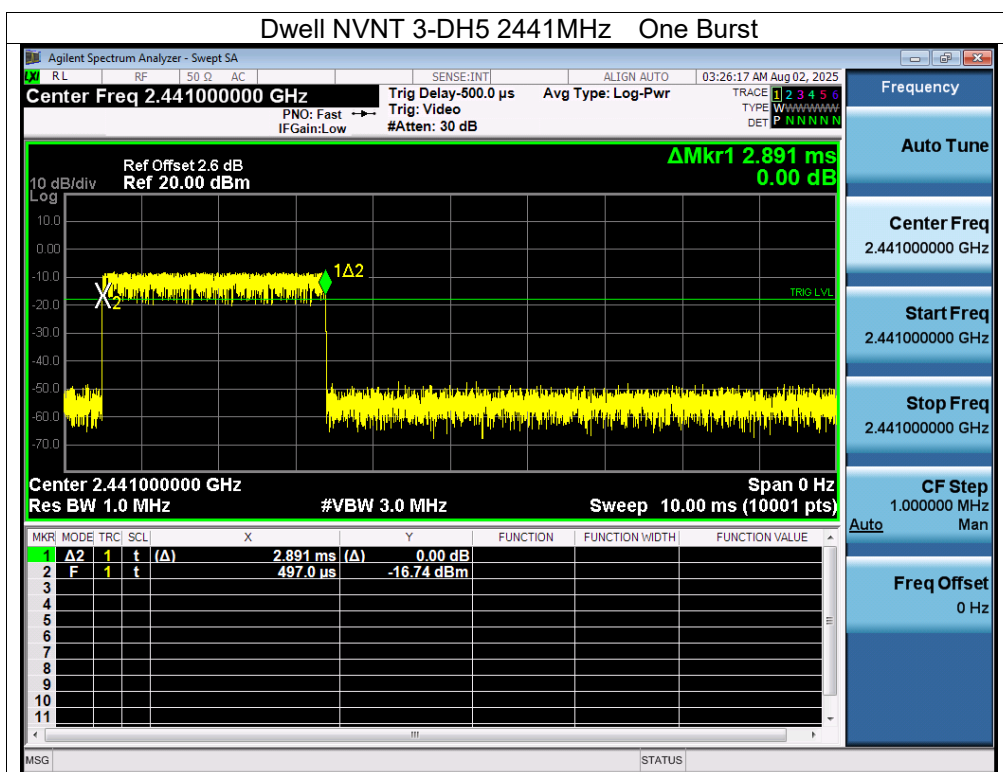 Dwell NVNT 3-DH5 2441MHz One Burst
Agilent Spectrum Analyzer - Swept SA
LXI RL RF 50 Ω AC SENSE:INT ALIGN AUTO 03:26:17 AM Aug 02, 2025
Center Freq 2.441000000 GHz
PNO: Fast
IFGain:Low
Trig Delay-500.0 µs
Trig: Video
#Atten: 30 dB
Avg Type: Log-Pwr
TRACE 1 2 3 4 5 6
TYPE WWWWWW
DET P N N N N N
ΔMkr1 2.891 ms
0.00 dB
Ref Offset 2.6 dB
10 dB/div Ref 20.00 dBm
Log
10.0
0.00
-10.0
-20.0
-30.0
-40.0
-50.0
-60.0
-70.0
1Δ2
2
TRIG LVL
Center 2.441000000 GHz Span 0 Hz
Res BW 1.0 MHz #VBW 3.0 MHz Sweep 10.00 ms (10001 pts)
MKR MODE TRC SCL X Y FUNCTION FUNCTION WIDTH FUNCTION VALUE
1 Δ2 1 t (Δ) 2.891 ms (Δ) 0.00 dB
2 F 1 t 497.0 µs -16.74 dBm
3
4
5
6
7
8
9
10
11
MSG STATUS
Frequency
Auto Tune
Center Freq
2.441000000 GHz
Start Freq
2.441000000 GHz
Stop Freq
2.441000000 GHz
CF Step
1.000000 MHz
Auto Man
Freq Offset
0 Hz